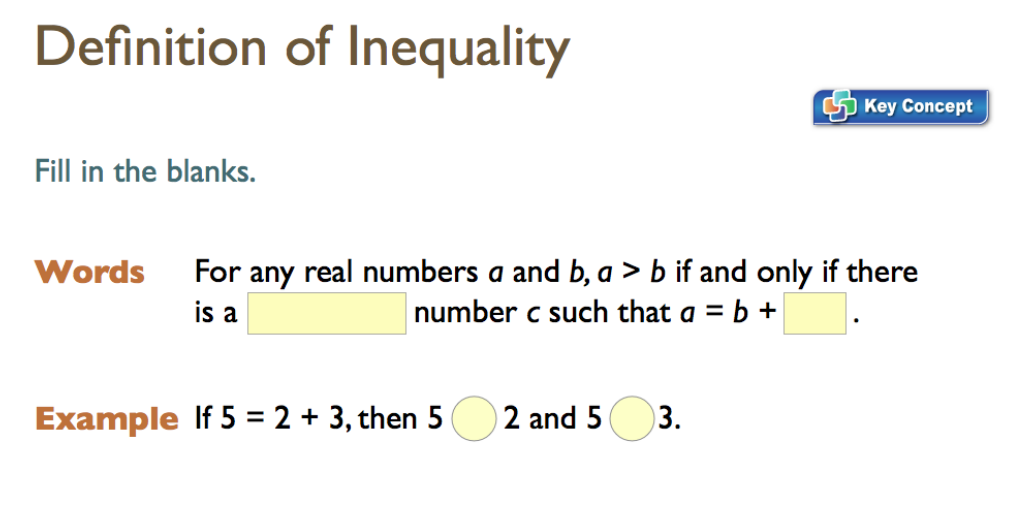 Definition of Inequality
Key Concept
Fill in the blanks.
Words For any real numbers a and b, a > b if and only if there
is a number c such that a = b + .
Example If 5 = 2 + 3, then 5 2 and 5 3.